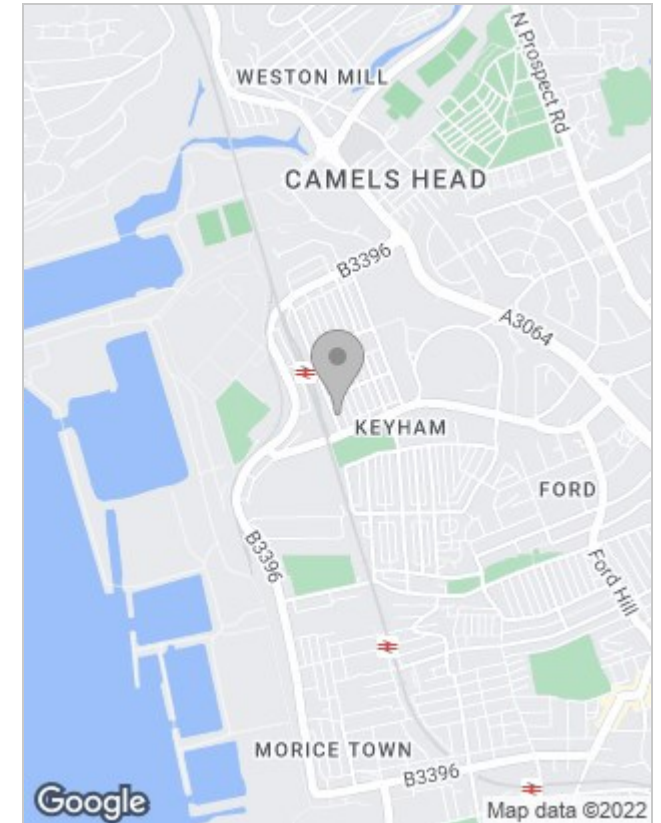 N Prospect Rd
WESTON MILL
CAMELS HEAD
B3396
A3064
KEYHAM
FORD
B3396
Ford Hill
MORICE TOWN
B3396
Google
Map data ©2022